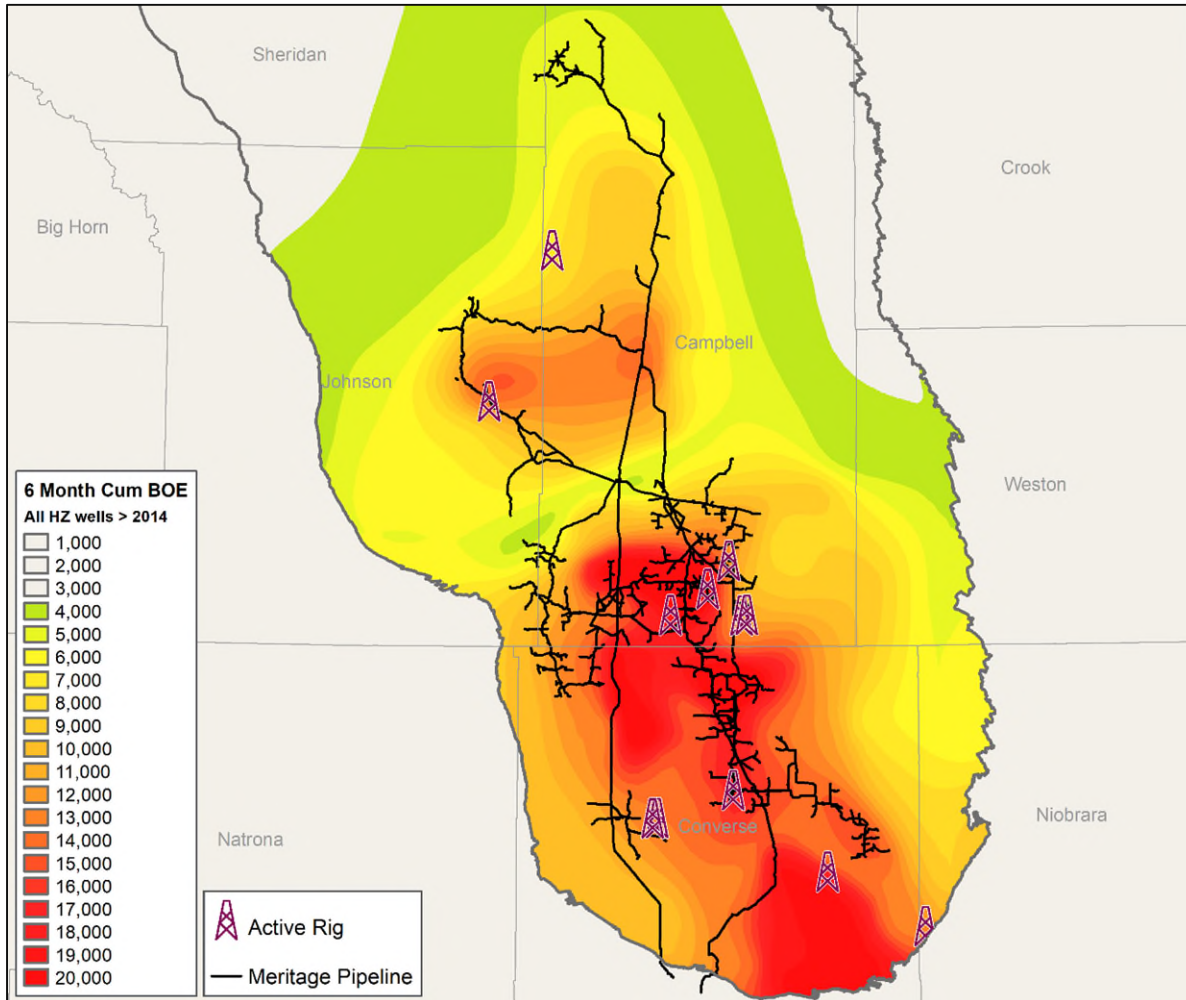 Sheridan
Crook
Big Horn
Campbell
Johnson
Weston
6 Month Cum BOE
All HZ wells > 2014
1,000
2,000
3,000
4,000
5,000
6,000
7,000
8,000
9,000
10,000
11,000
12,000
13,000
14,000
15,000
16,000
17,000
18,000
19,000
20,000
Natrona
Converse
Niobrara
Active Rig
Meritage Pipeline